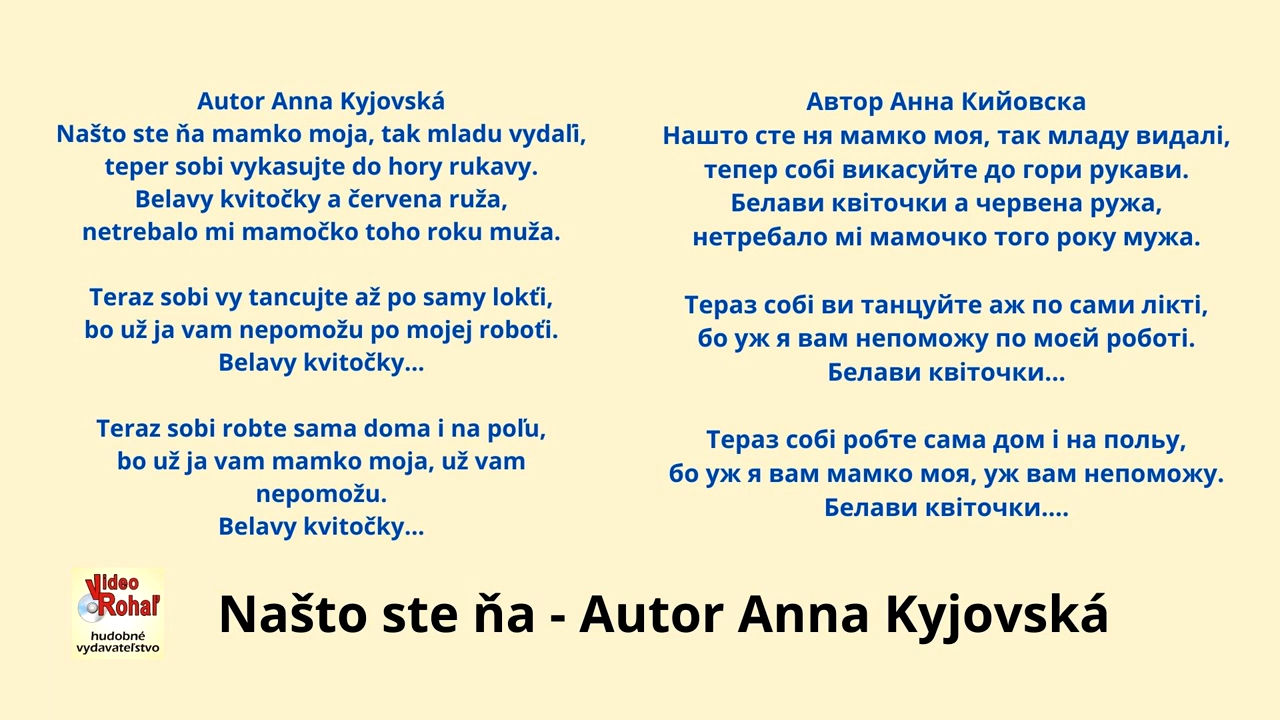 Autor Anna Kyjovská
Našto ste ňa mamko moja, tak mladu vydaľi,
teper sobi vykasujte do hory rukavy.
Belavy kvitočky a červena ruža,
netrebalo mi mamočko toho roku muža.
Teraz sobi vy tancujte až po samy lokťi,
bo už ja vam nepomožu po mojej roboťi.
Belavy kvitočky...
Teraz sobi robte sama doma i na poľu,
bo už ja vam mamko moja, už vam
nepomožu.
Belavy kvitočky...
Автор Анна Кийовска
Нашто сте ня мамко моя, так младу видалі,
тепер собі викасуйте до гори рукави.
Белави квіточки а червена ружа,
нетребало мі мамочко того року мужа.
Тераз собі ви танцуйте аж по сами лікті,
бо уж я вам непоможу по моєй роботі.
Белави квіточки...
Тераз собі робте сама дом і на польу,
бо уж я вам мамко моя, уж вам непоможу.
Белави квіточки....
Video
Rohaľ
hudobné
vydavateľstvo
Našto ste ňa - Autor Anna Kyjovská